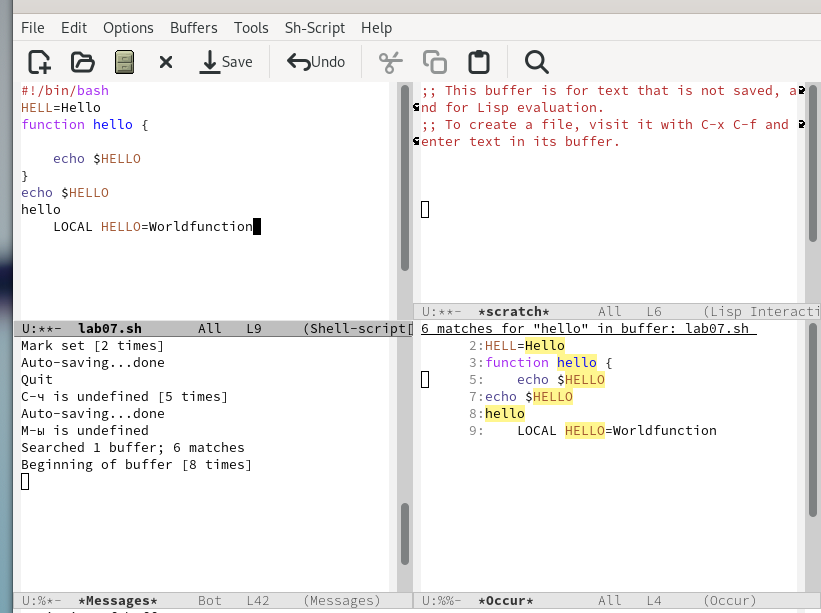 File Edit Options Buffers Tools Sh-Script Help
Save Undo
#!/bin/bash
HELL=Hello
function hello {
echo $HELLO
}
echo $HELLO
hello
LOCAL HELLO=Worldfunction
U:**- lab07.sh All L9 (Shell-script[
;; This buffer is for text that is not saved, a
nd for Lisp evaluation.
;; To create a file, visit it with C-x C-f and
enter text in its buffer.
U:**- *scratch* All L6 (Lisp Interacti
Mark set [2 times]
Auto-saving...done
Quit
C-ч is undefined [5 times]
Auto-saving...done
M-ы is undefined
Searched 1 buffer; 6 matches
Beginning of buffer [8 times]
U:%*- *Messages* Bot L42 (Messages)
6 matches for "hello" in buffer: lab07.sh
2:HELL=Hello
3:function hello {
5: echo $HELLO
7:echo $HELLO
8:hello
9: LOCAL HELLO=Worldfunction
U:%%- *Occur* All L4 (Occur)